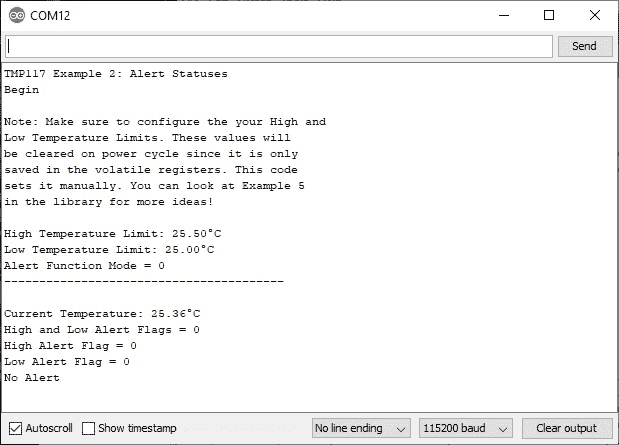 COM12
Send
TMP117 Example 2: Alert Statuses
Begin
Note: Make sure to configure the your High and
Low Temperature Limits. These values will
be cleared on power cycle since it is only
saved in the volatile registers. This code
sets it manually. You can look at Example 5
in the library for more ideas!
High Temperature Limit: 25.50°C
Low Temperature Limit: 25.00°C
Alert Function Mode = 0
----------------------------------------
Current Temperature: 25.36°C
High and Low Alert Flags = 0
High Alert Flag = 0
Low Alert Flag = 0
No Alert
Autoscroll Show timestamp No line ending 115200 baud Clear output